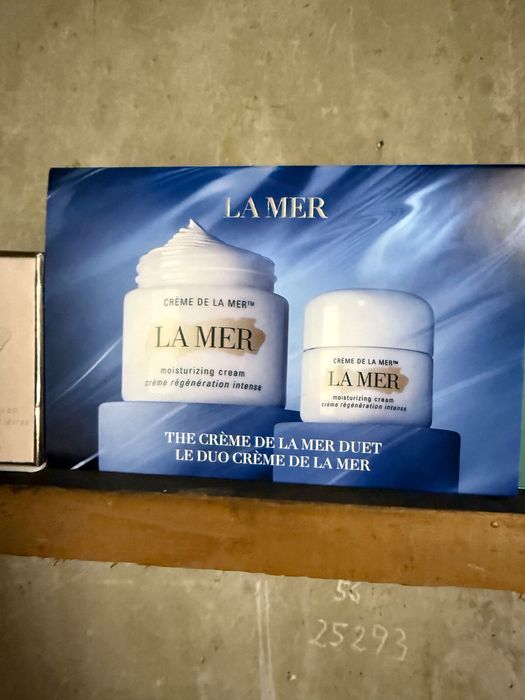 LA MER
CRÈME DE LA MER™
LA MER
moisturizing cream
crème régénération intense
CRÈME DE LA MER™
LA MER
moisturizing cream
crème régénération intense
THE CRÈME DE LA MER DUET
LE DUO CRÈME DE LA MER
56
25293